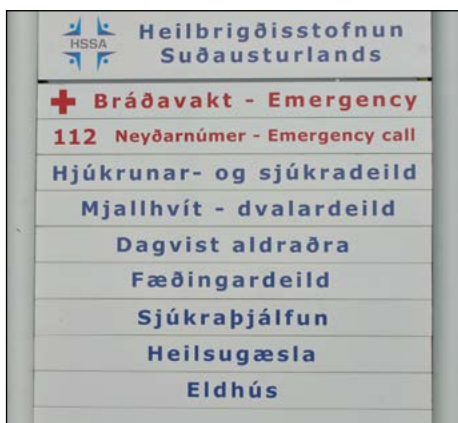 HSSA
Heilbrigðisstofnun
Suðausturlands
Bráðavakt - Emergency
112 Neyðarnúmer - Emergency call
Hjúkrunar- og sjúkradeild
Mjallhvít - dvalardeild
Dagvist aldraðra
Fæðingardeild
Sjúkraþjálfun
Heilsugæsla
Eldhús